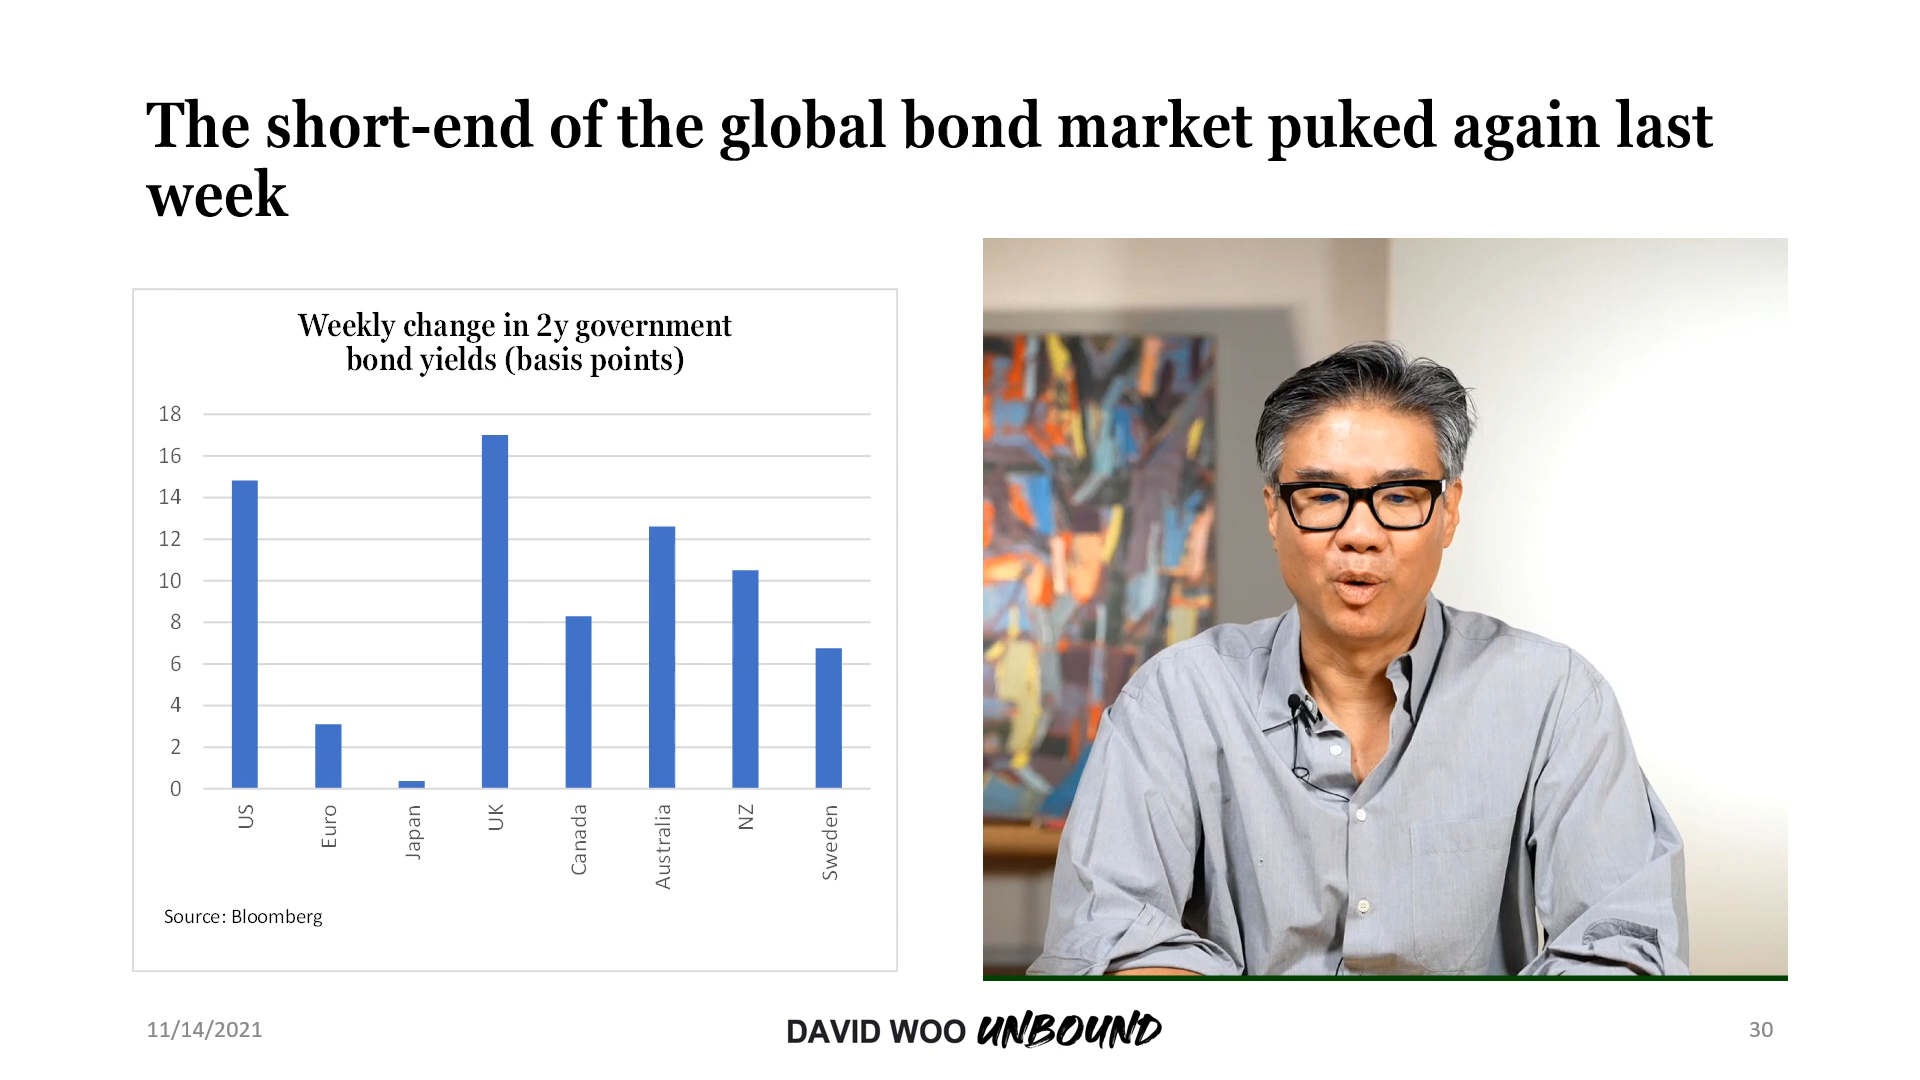 The short-end of the global bond market puked again last
week
Weekly change in 2y government
bond yields (basis points)
18
16
14
12
10
8
6
4
2
0
US
Euro
Japan
UK
Canada
Australia
NZ
Sweden
Source: Bloomberg
11/14/2021
DAVID WOO UNBOUND
30